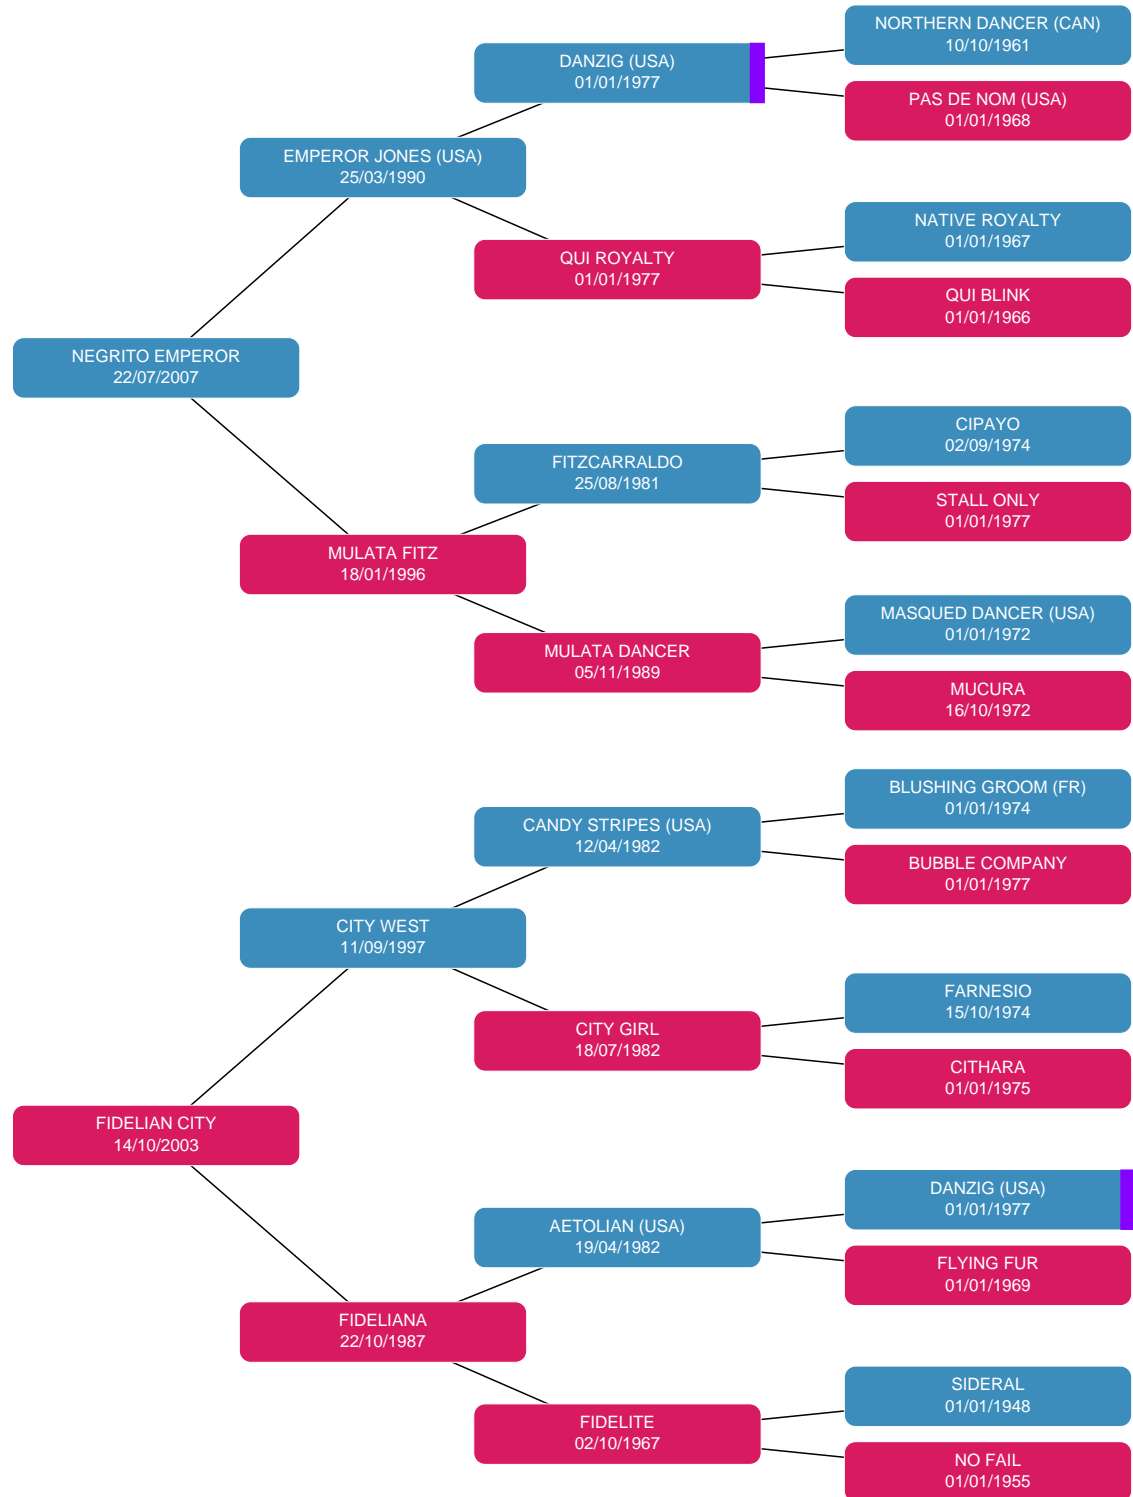 NORTHERN DANCER (CAN)
10/10/1961
DANZIG (USA)
01/01/1977
PAS DE NOM (USA)
01/01/1968
EMPEROR JONES (USA)
25/03/1990
NATIVE ROYALTY
01/01/1967
QUI ROYALTY
01/01/1977
QUI BLINK
01/01/1966
NEGRITO EMPEROR
22/07/2007
CIPAYO
02/09/1974
FITZCARRALDO
25/08/1981
STALL ONLY
01/01/1977
MULATA FITZ
18/01/1996
MASQUED DANCER (USA)
01/01/1972
MULATA DANCER
05/11/1989
MUCURA
16/10/1972
BLUSHING GROOM (FR)
01/01/1974
CANDY STRIPES (USA)
12/04/1982
BUBBLE COMPANY
01/01/1977
CITY WEST
11/09/1997
FARNESIO
15/10/1974
CITY GIRL
18/07/1982
CITHARA
01/01/1975
FIDELIAN CITY
14/10/2003
DANZIG (USA)
01/01/1977
AETOLIAN (USA)
19/04/1982
FLYING FUR
01/01/1969
FIDELIANA
22/10/1987
SIDERAL
01/01/1948
FIDELITE
02/10/1967
NO FAIL
01/01/1955